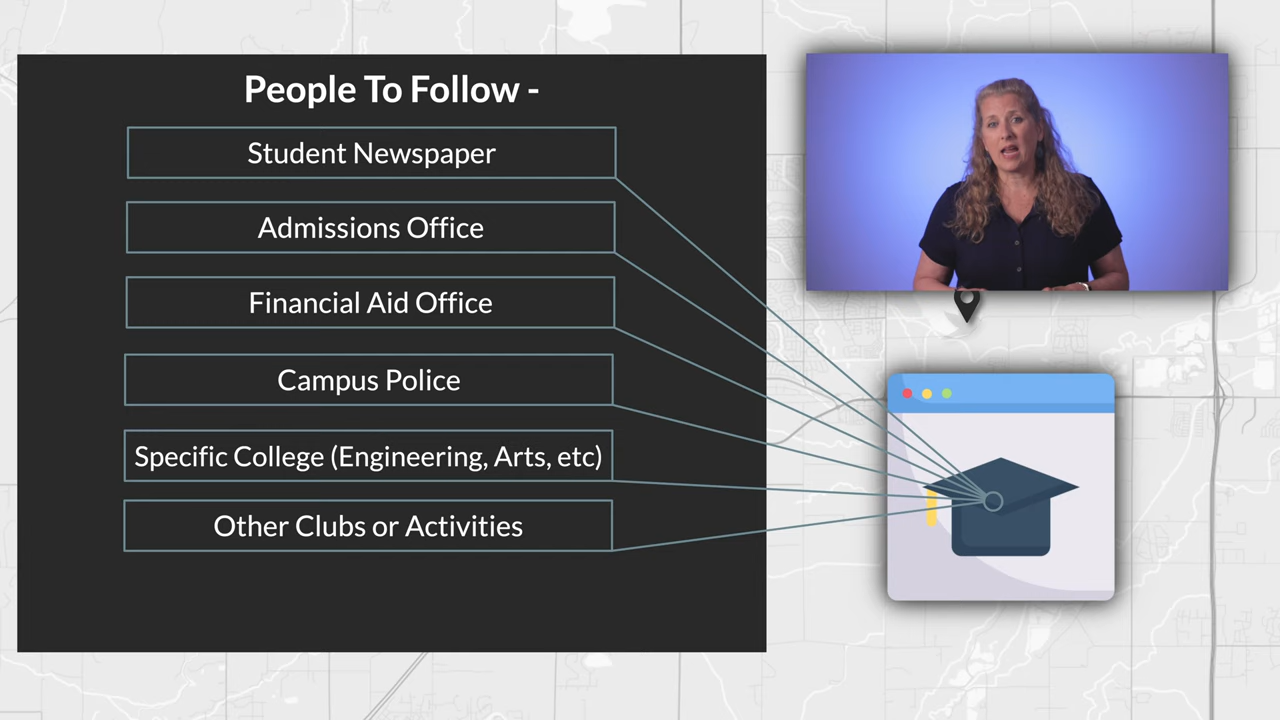 People To Follow -
Student Newspaper
Admissions Office
Financial Aid Office
Campus Police
Specific College (Engineering, Arts, etc)
Other Clubs or Activities